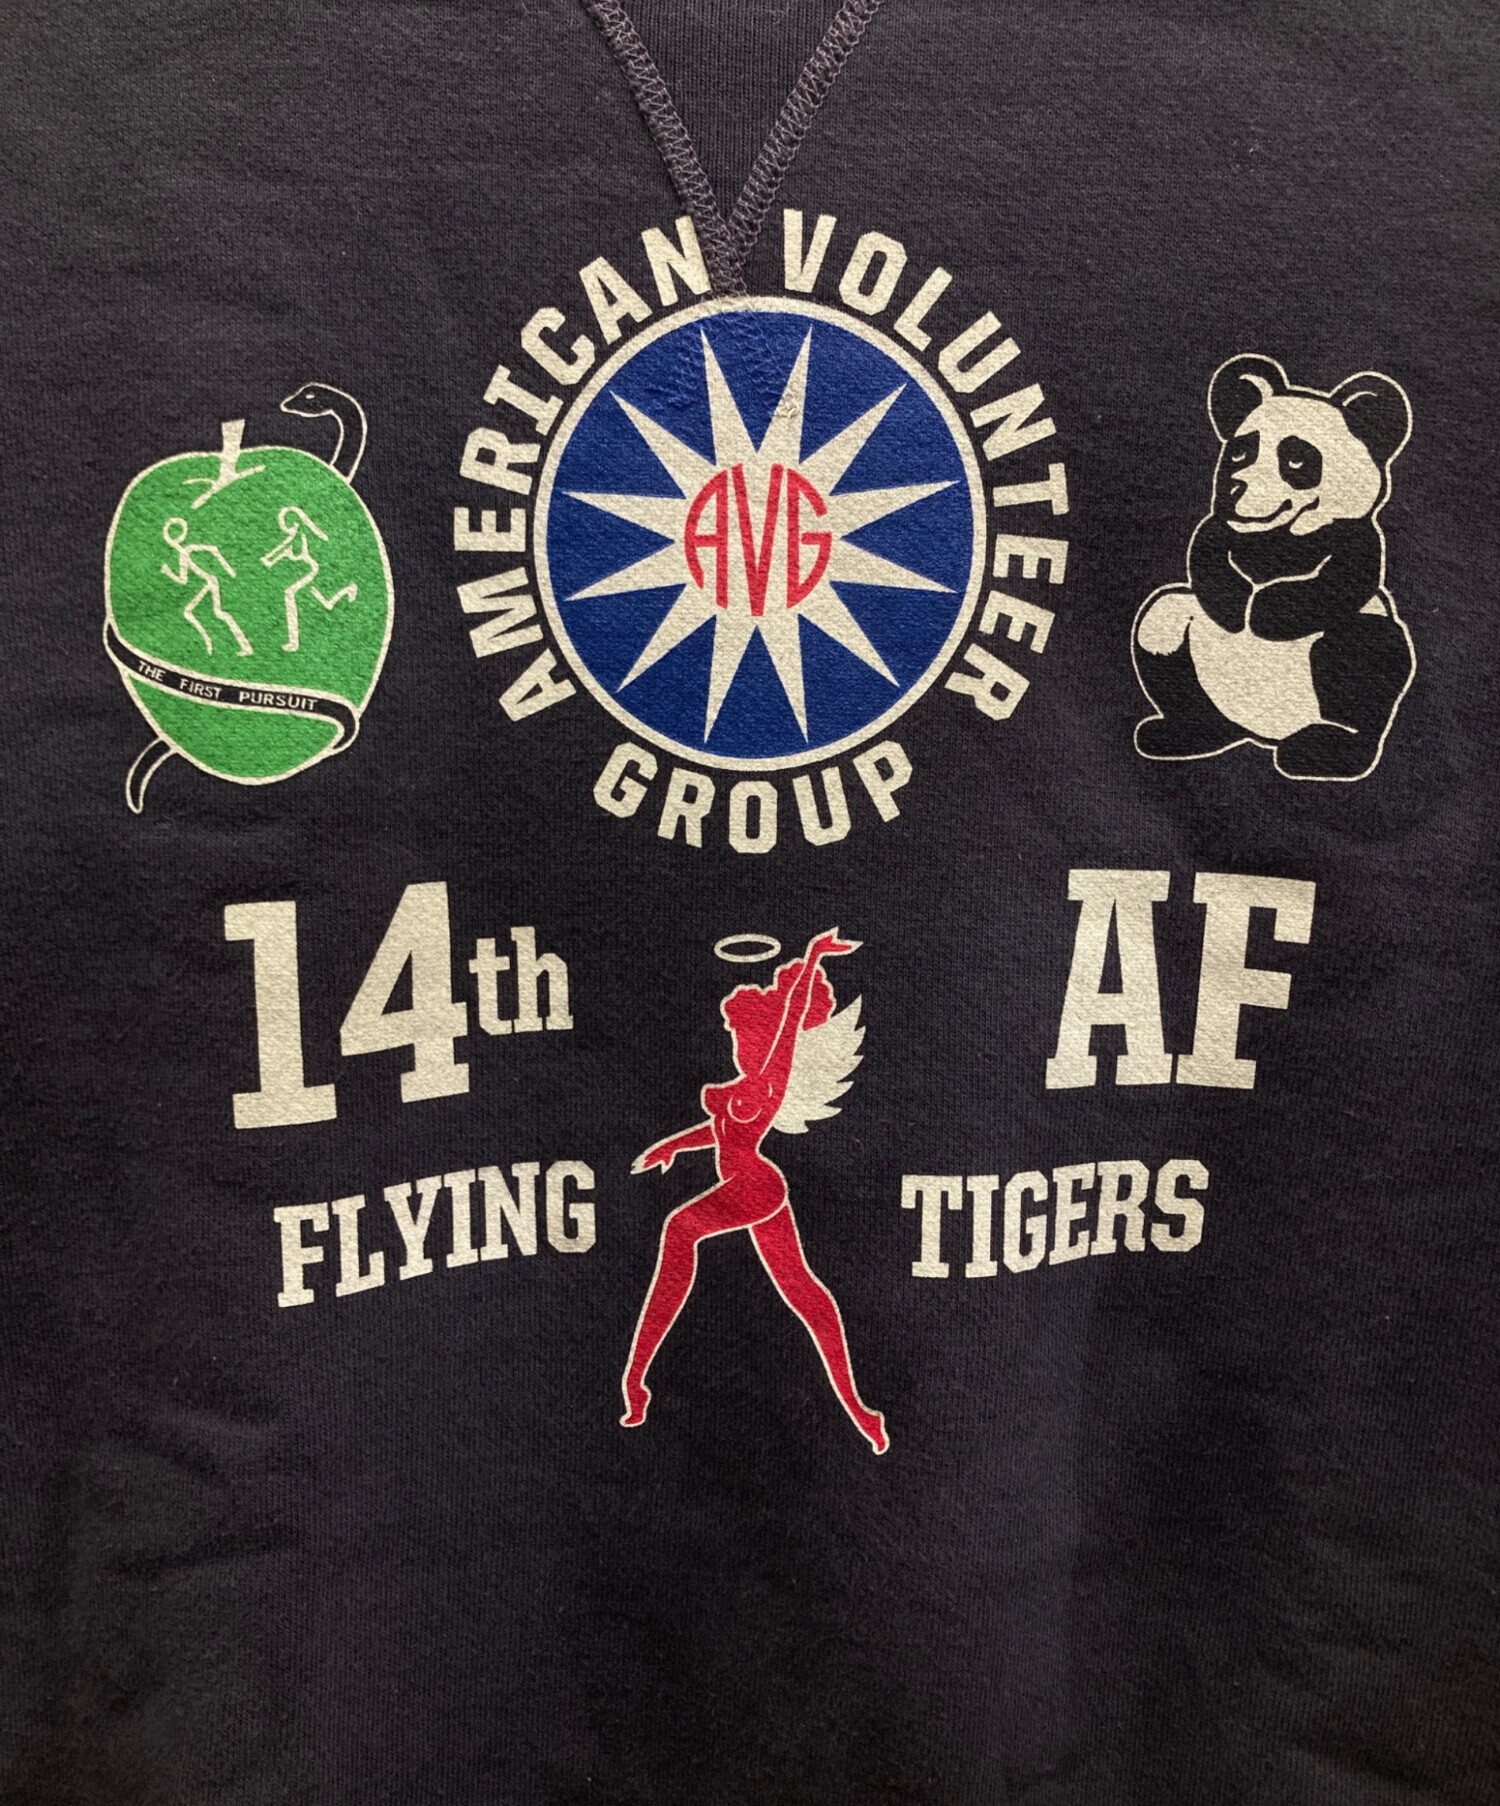 AMERICAN VOLUNTEER
GROUP
AVG
THE FIRST PURSUIT
14th AF
FLYING TIGERS